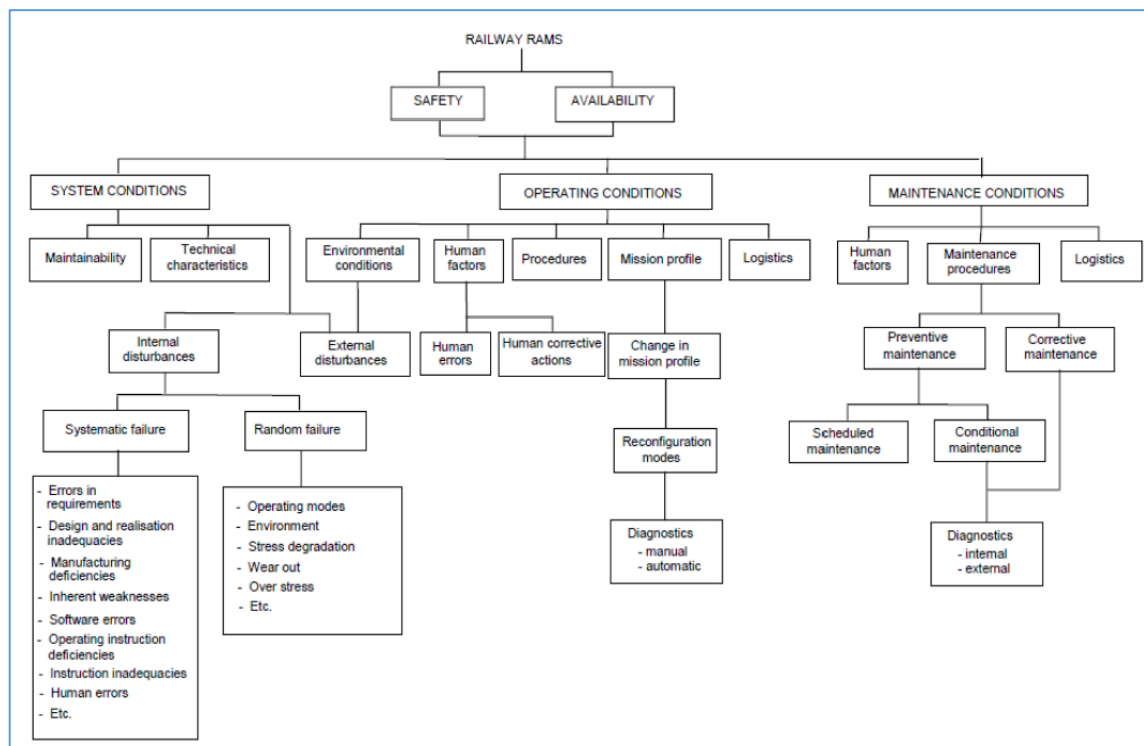 RAILWAY RAMS
SAFETY
AVAILABILITY
SYSTEM CONDITIONS
OPERATING CONDITIONS
MAINTENANCE CONDITIONS
Maintainability
Technical
characteristics
Environmental
conditions
Human
factors
Procedures
Mission profile
Logistics
Human
factors
Maintenance
procedures
Logistics
Internal
disturbances
External
disturbances
Human
errors
Human corrective
actions
Change in
mission profile
Preventive
maintenance
Corrective
maintenance
Systematic failure
Random failure
Reconfiguration
modes
Scheduled
maintenance
Conditional
maintenance
- Errors in
requirements
- Design and realisation
inadequacies
- Manufacturing
deficiencies
- Inherent weaknesses
- Software errors
- Operating instruction
deficiencies
- Instruction inadequacies
- Human errors
- Etc.
- Operating modes
- Environment
- Stress degradation
- Wear out
- Over stress
- Etc.
Diagnostics
- manual
- automatic
Diagnostics
- internal
- external